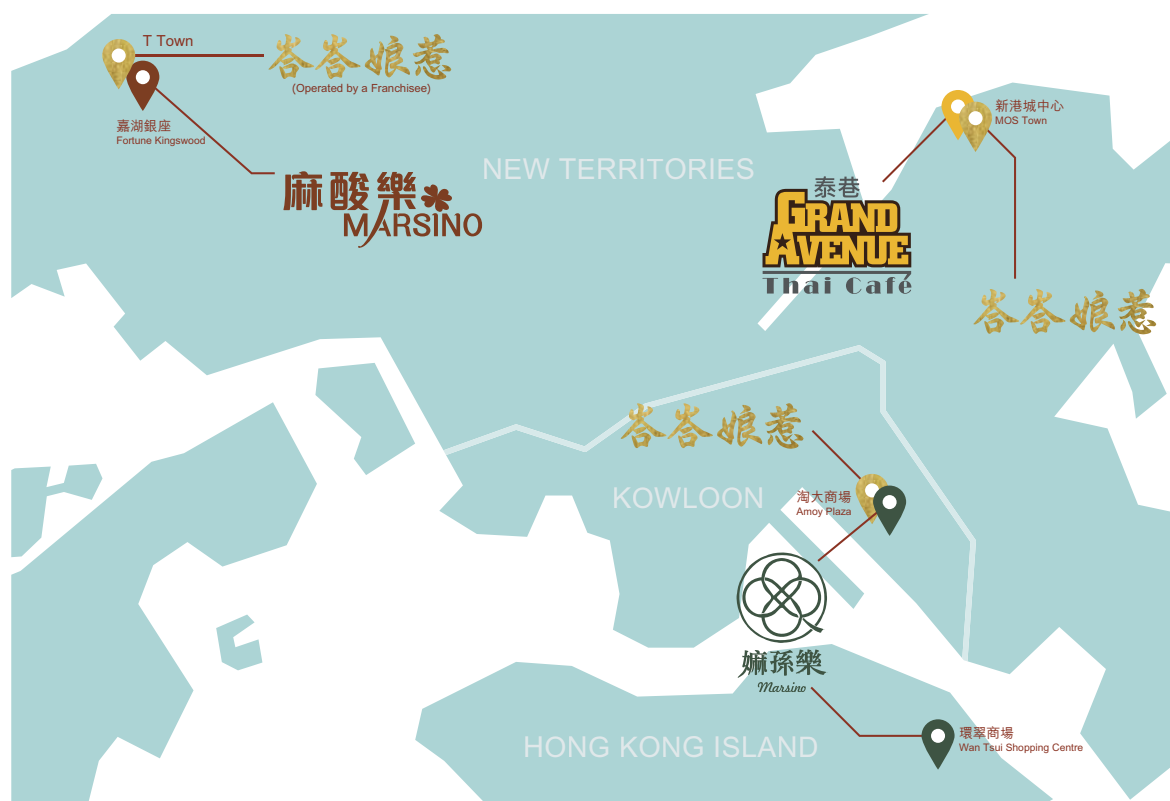 T Town
峇峇娘惹
(Operated by a Franchisee)
嘉湖銀座
Fortune Kingswood
麻酸樂
MARSINO
NEW TERRITORIES
新港城中心
MOS Town
泰巷
GRAND
AVENUE
Thai Café
峇峇娘惹
峇峇娘惹
KOWLOON
淘大商場
Amoy Plaza
嫲孫樂
Marsino
環翠商場
Wan Tsui Shopping Centre
HONG KONG ISLAND